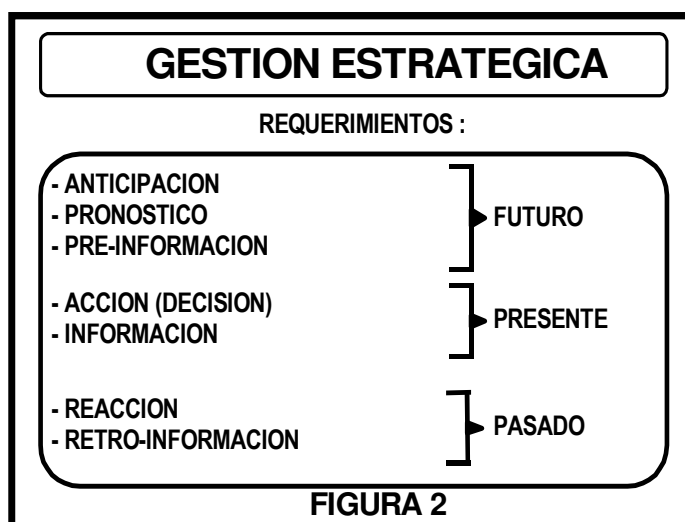 GESTION ESTRATEGICA
REQUERIMIENTOS :
- ANTICIPACION
- PRONOSTICO
- PRE-INFORMACION
FUTURO
- ACCION (DECISION)
- INFORMACION
PRESENTE
- REACCION
- RETRO-INFORMACION
PASADO
FIGURA 2